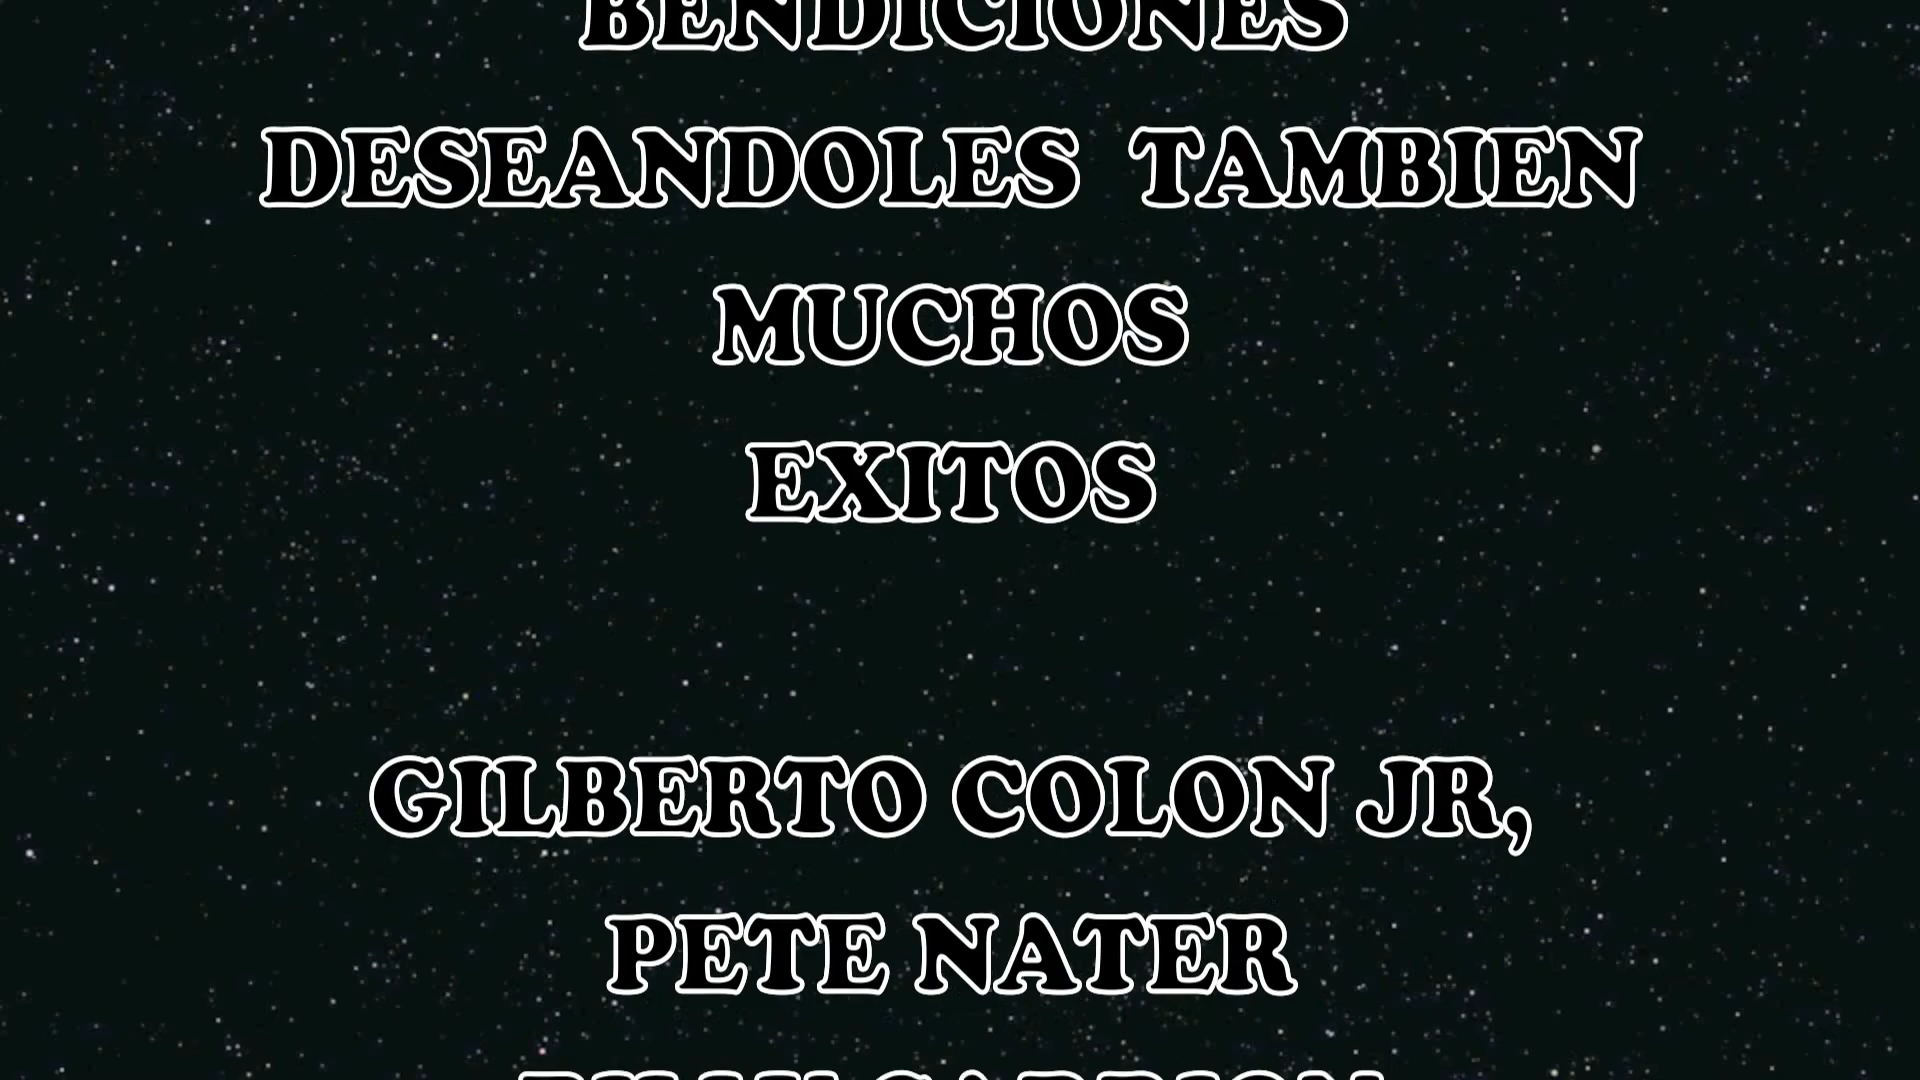 BENDICIONES
DESEANDOLES TAMBIEN
MUCHOS
EXITOS
GILBERTO COLON JR,
PETE NATER